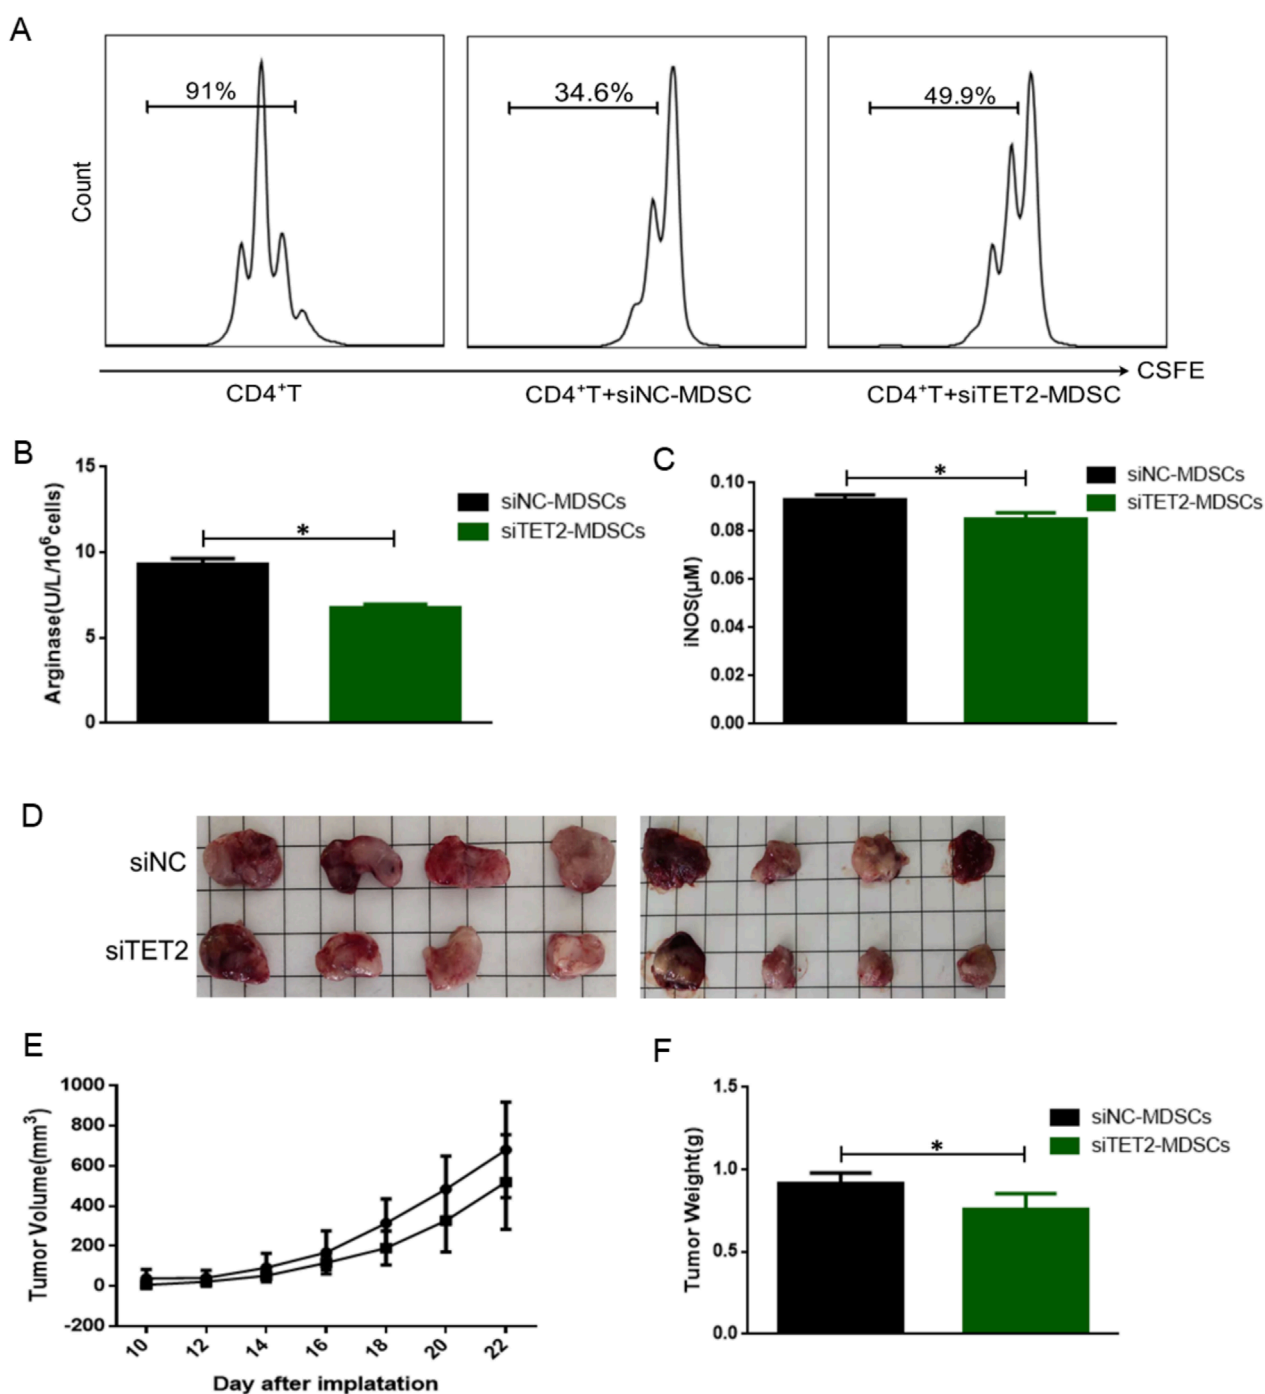 A
91%
34.6%
49.9%
Count
CSFE
CD4⁺T
CD4⁺T+siNC-MDSC
CD4⁺T+siTET2-MDSC
B
Arginase(U/L/10⁶cells)
15
10
5
0
*
siNC-MDSCs
siTET2-MDSCs
C
iNOS(μM)
0.10
0.08
0.06
0.04
0.02
0.00
*
siNC-MDSCs
siTET2-MDSCs
D
siNC
siTET2
E
Tumor Volume(mm³)
1000
800
600
400
200
0
-200
10
12
14
16
18
20
22
Day after implatation
F
Tumor Weight(g)
1.5
1.0
0.5
0.0
*
siNC-MDSCs
siTET2-MDSCs